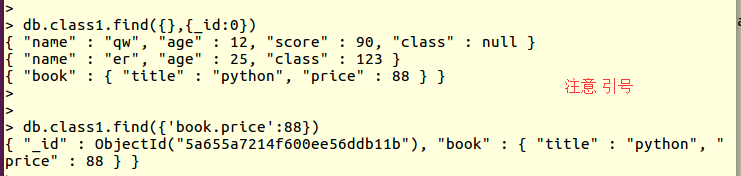 >
> db.class1.find({},{_id:0})
{ "name" : "qw", "age" : 12, "score" : 90, "class" : null }
{ "name" : "er", "age" : 25, "class" : 123 }
{ "book" : { "title" : "python", "price" : 88 } }
注意 引号
>
>
> db.class1.find({'book.price':88})
{ "_id" : ObjectId("5a655a7214f600ee56ddb11b"), "book" : { "title" : "python", "
price" : 88 } }